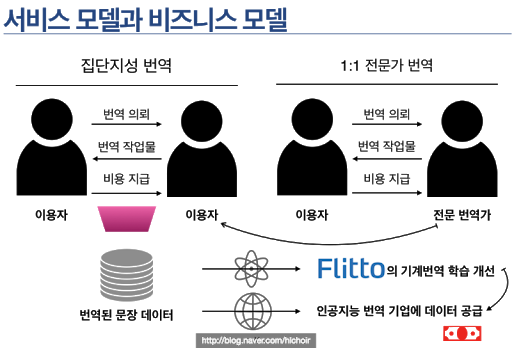 서비스 모델과 비즈니스 모델
집단지성 번역
1:1 전문가 번역
번역 의뢰
번역 의뢰
번역 작업물
번역 작업물
비용 지급
비용 지급
이용자
이용자
이용자
전문 번역가
Flitto의 기계번역 학습 개선
번역된 문장 데이터
인공지능 번역 기업에 데이터 공급
http://blog.naver.com/hichoir